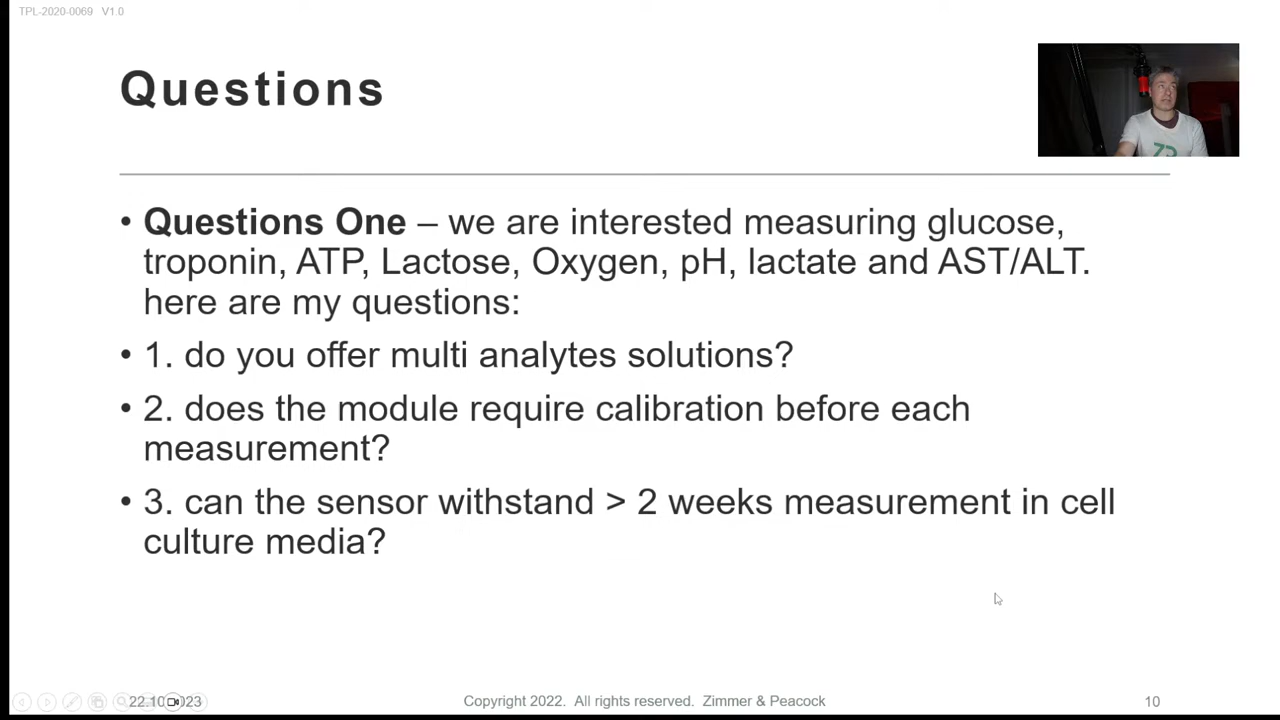 TPL-2020-0069 V1.0
Questions
• Questions One – we are interested measuring glucose,
troponin, ATP, Lactose, Oxygen, pH, lactate and AST/ALT.
here are my questions:
• 1. do you offer multi analytes solutions?
• 2. does the module require calibration before each
measurement?
• 3. can the sensor withstand > 2 weeks measurement in cell
culture media?
Copyright 2022. All rights reserved. Zimmer & Peacock
10